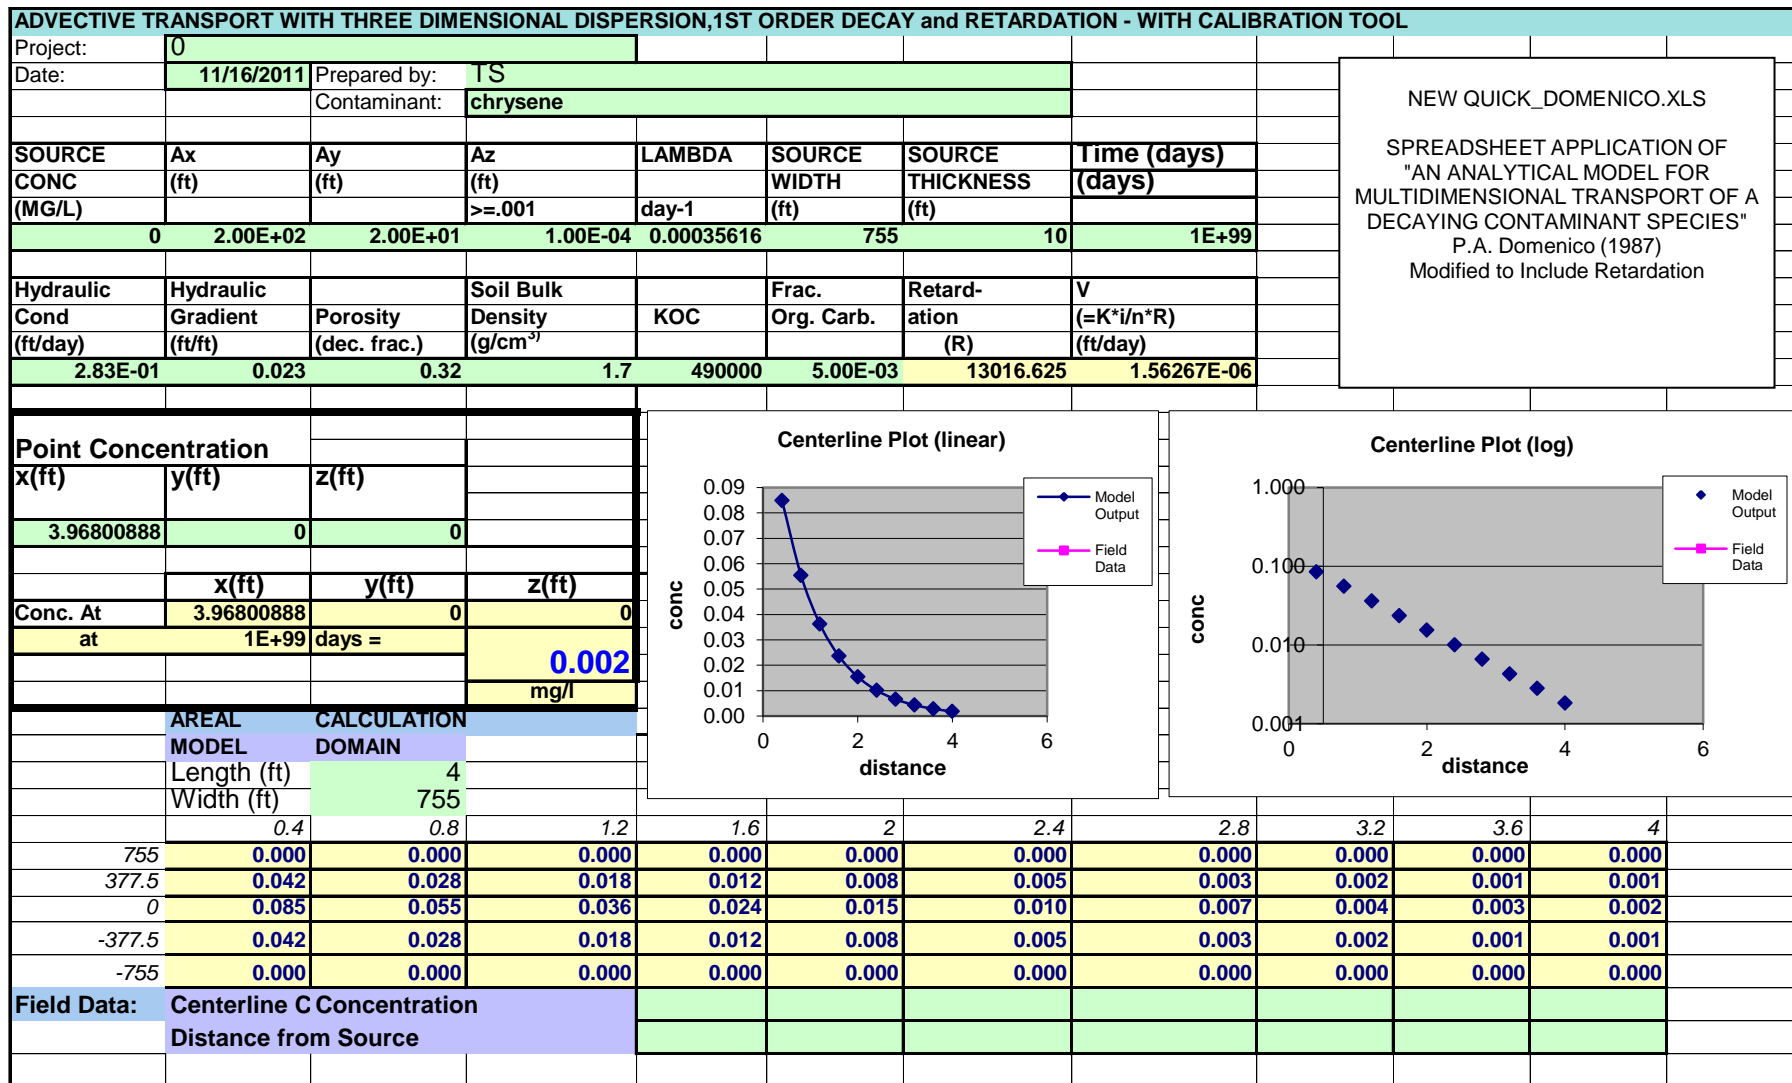 ADVECTIVE TRANSPORT WITH THREE DIMENSIONAL DISPERSION,1ST ORDER DECAY and RETARDATION - WITH CALIBRATION TOOL
Project: 0
Date: 11/16/2011 Prepared by: TS
Contaminant: chrysene
NEW QUICK_DOMENICO.XLS
SPREADSHEET APPLICATION OF
"AN ANALYTICAL MODEL FOR
MULTIDIMENSIONAL TRANSPORT OF A
DECAYING CONTAMINANT SPECIES"
P.A. Domenico (1987)
Modified to Include Retardation
SOURCE Ax Ay Az LAMBDA SOURCE SOURCE Time (days)
CONC (ft) (ft) (ft) WIDTH THICKNESS (days)
(MG/L) >=.001 day-1 (ft) (ft)
0 2.00E+02 2.00E+01 1.00E-04 0.00035616 755 10 1E+99
Hydraulic Hydraulic Soil Bulk Frac. Retard- V
Cond Gradient Porosity Density KOC Org. Carb. ation (=K*i/n*R)
(ft/day) (ft/ft) (dec. frac.) (g/cm³) (R) (ft/day)
2.83E-01 0.023 0.32 1.7 490000 5.00E-03 13016.625 1.56267E-06
Point Concentration
x(ft) y(ft) z(ft)
3.96800888 0 0
x(ft) y(ft) z(ft)
Conc. At 3.96800888 0 0
at 1E+99 days =
0.002
mg/l
Centerline Plot (linear)
0.09
0.08
0.07
0.06
0.05
0.04
0.03
0.02
0.01
0.00
conc
0 2 4 6
distance
Model Output
Field Data
Centerline Plot (log)
1.000
0.100
0.010
0.001
conc
0 2 4 6
distance
Model Output
Field Data
AREAL CALCULATION
MODEL DOMAIN
Length (ft) 4
Width (ft) 755
0.4 0.8 1.2 1.6 2 2.4 2.8 3.2 3.6 4
755 0.000 0.000 0.000 0.000 0.000 0.000 0.000 0.000 0.000 0.000
377.5 0.042 0.028 0.018 0.012 0.008 0.005 0.003 0.002 0.001 0.001
0 0.085 0.055 0.036 0.024 0.015 0.010 0.007 0.004 0.003 0.002
-377.5 0.042 0.028 0.018 0.012 0.008 0.005 0.003 0.002 0.001 0.001
-755 0.000 0.000 0.000 0.000 0.000 0.000 0.000 0.000 0.000 0.000
Field Data: Centerline C Concentration
Distance from Source